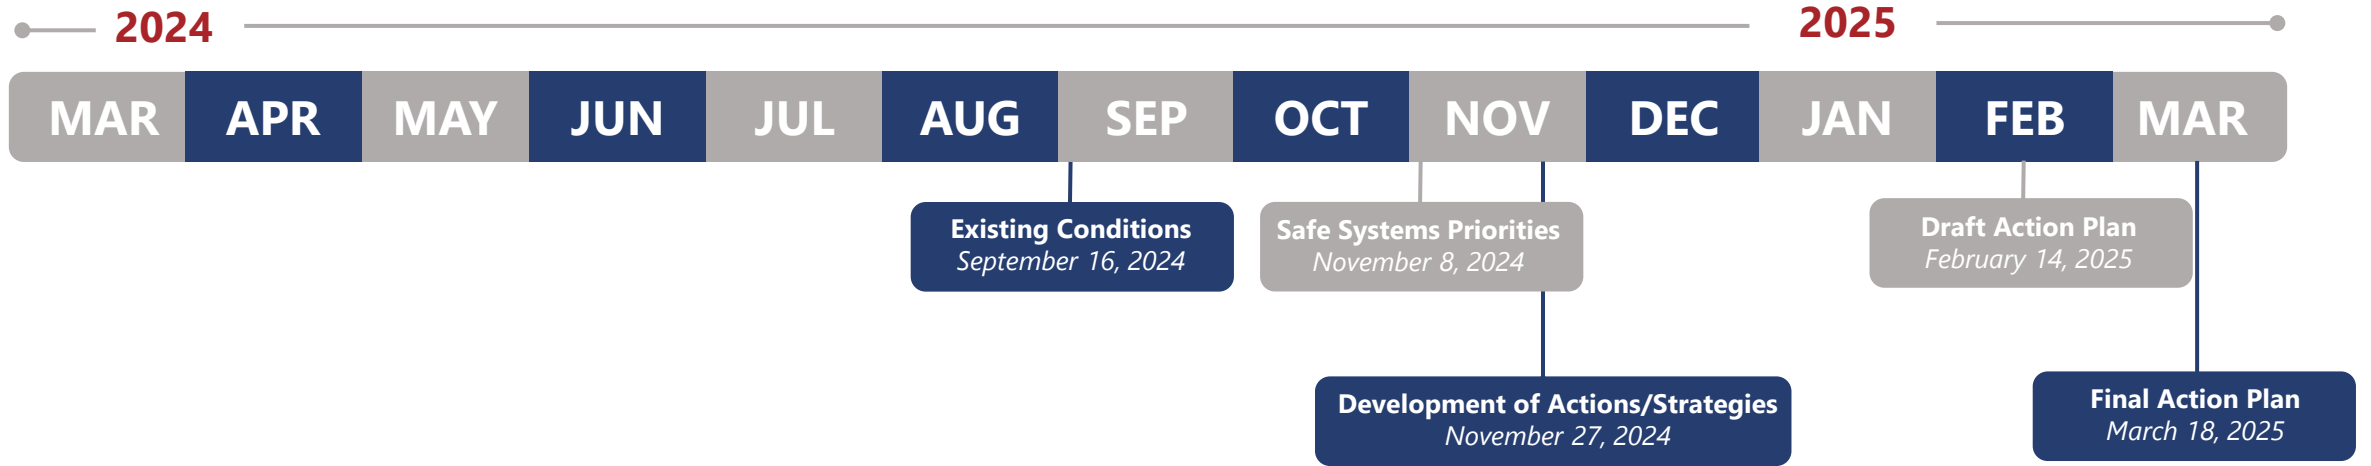 2024
2025
MAR APR MAY JUN JUL AUG SEP OCT NOV DEC JAN FEB MAR
Existing Conditions
September 16, 2024
Safe Systems Priorities
November 8, 2024
Draft Action Plan
February 14, 2025
Development of Actions/Strategies
November 27, 2024
Final Action Plan
March 18, 2025